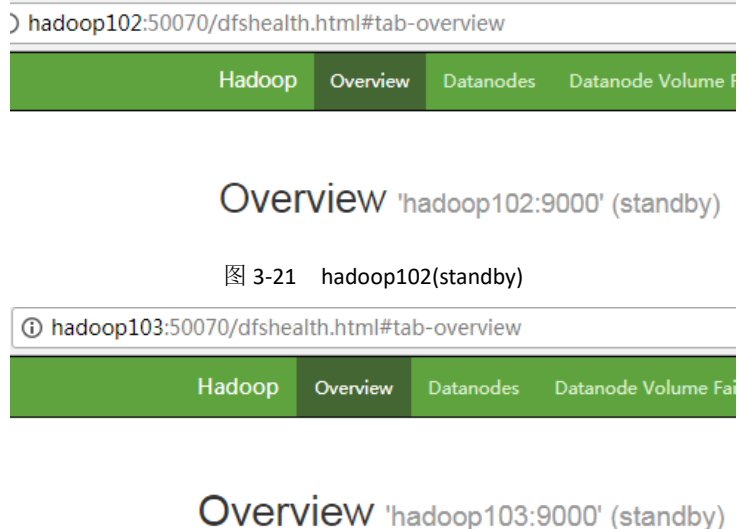 hadoop102:50070/dfshealth.html#tab-overview
Hadoop Overview Datanodes Datanode Volume F
Overview 'hadoop102:9000' (standby)
图 3-21 hadoop102(standby)
hadoop103:50070/dfshealth.html#tab-overview
Hadoop Overview Datanodes Datanode Volume Fai
Overview 'hadoop103:9000' (standby)